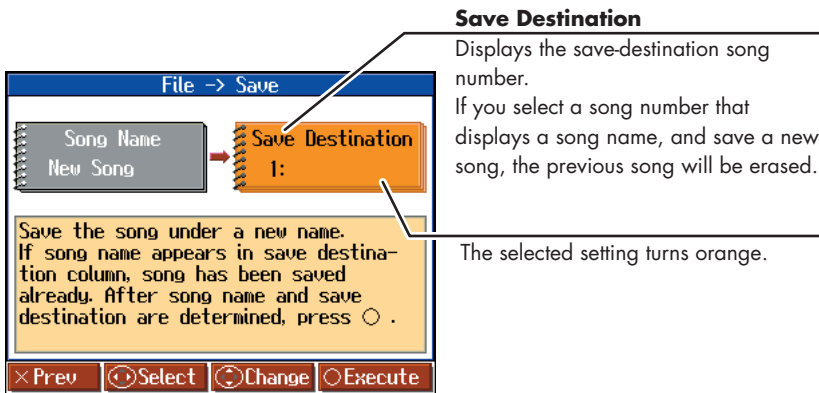 Save Destination
Displays the save-destination song
number.
If you select a song number that
displays a song name, and save a new
song, the previous song will be erased.
File -> Save
Song Name
New Song
Save Destination
1:
The selected setting turns orange.
Save the song under a new name.
If song name appears in save destina-
tion column, song has been saved
already. After song name and save
destination are determined, press ○ .
×Prev Select Change ○Execute